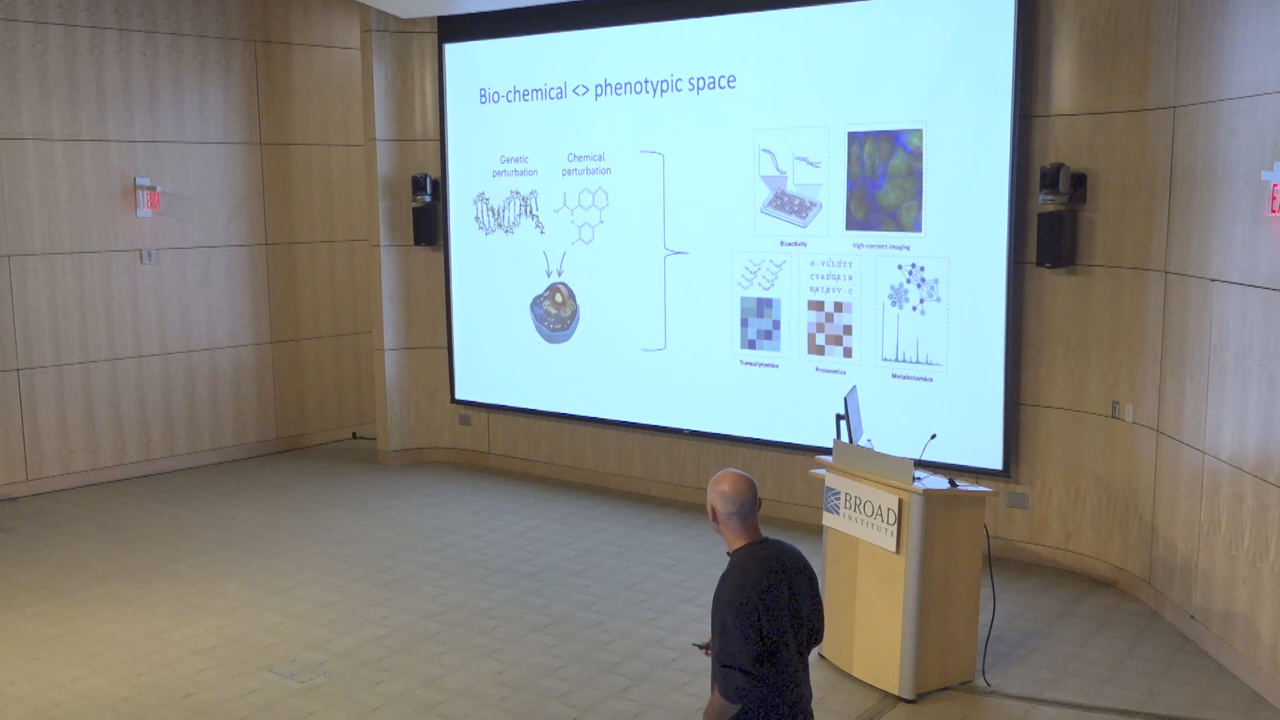 Bio-chemical <> phenotypic space
Genetic
perturbation
Chemical
perturbation
Bioactivity
High-content imaging
Transcriptomics
Proteomics
Metabolomics
BROAD
INSTITUTE
EXIT